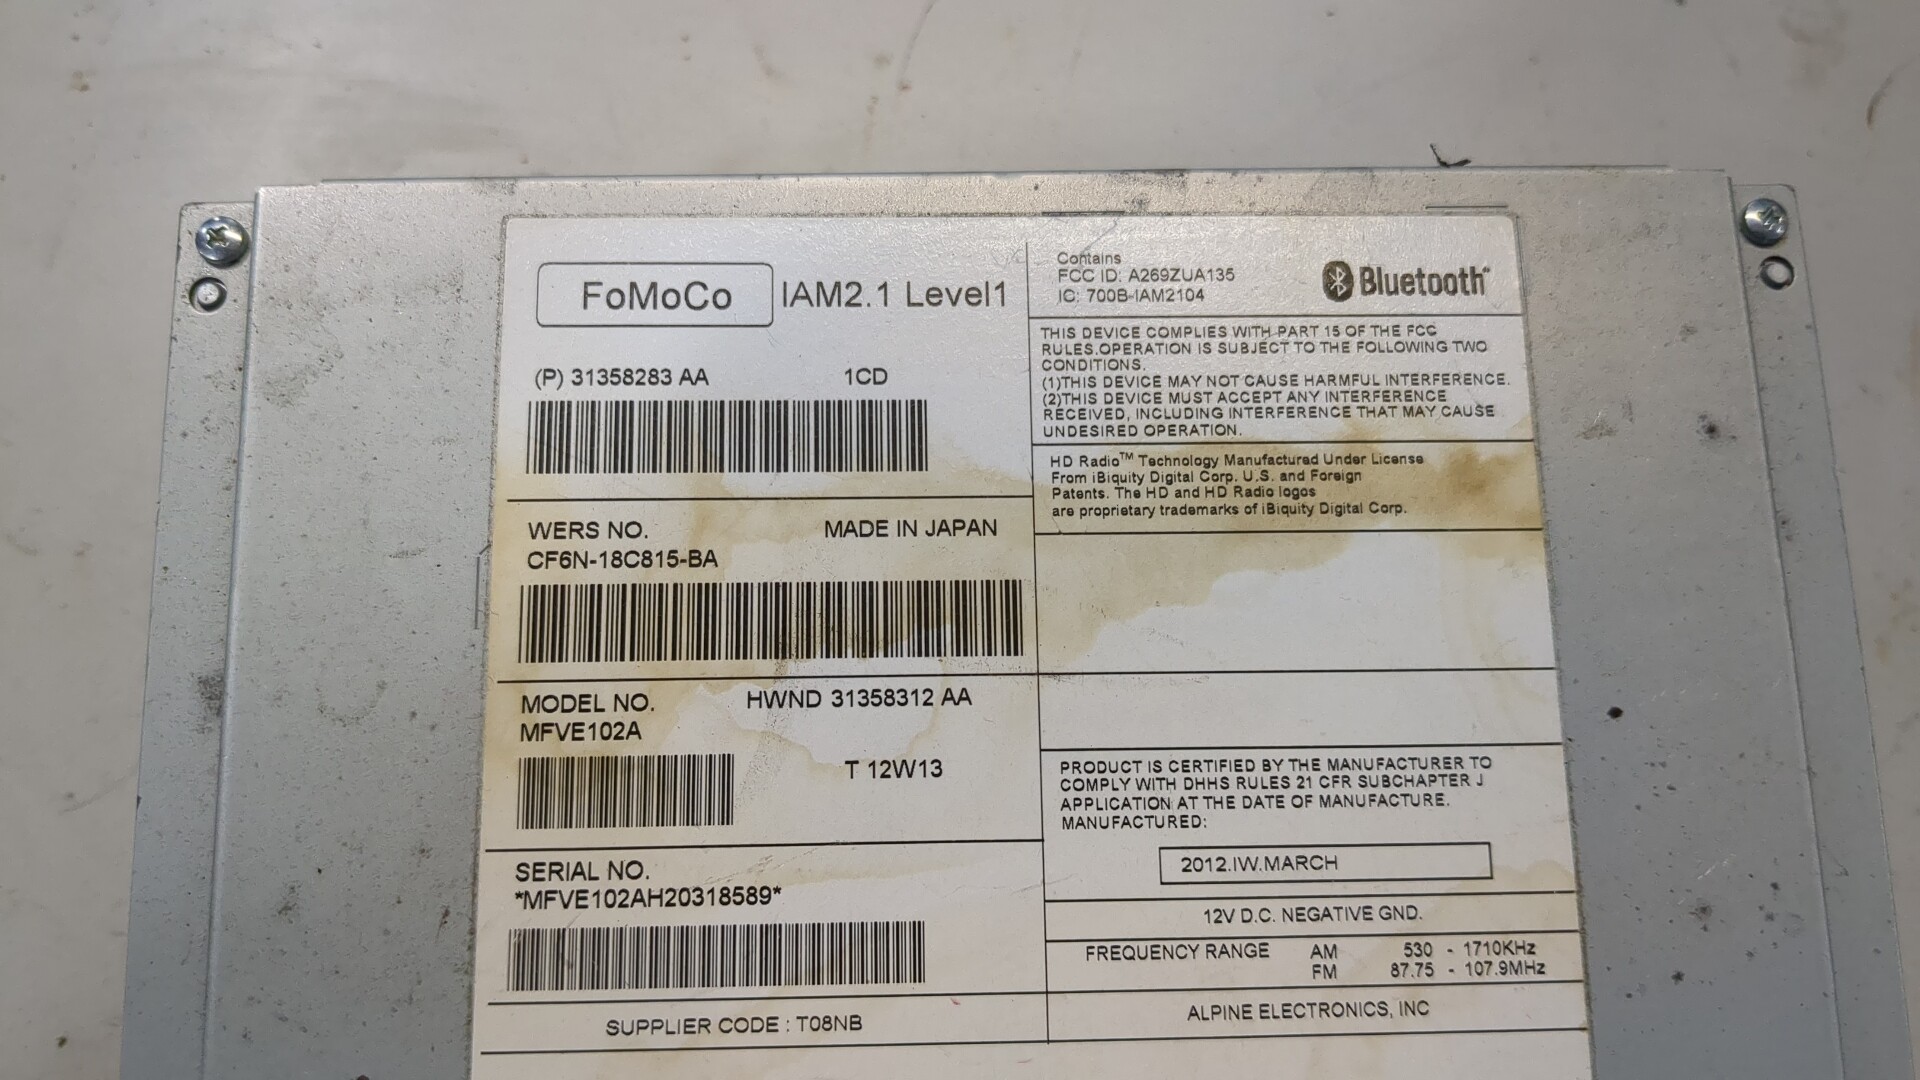 FoMoCo IAM2.1 Level1
(P) 31358283 AA 1CD
WERS NO. MADE IN JAPAN
CF6N-18C815-BA
MODEL NO. HWND 31358312 AA
MFVE102A
T 12W13
SERIAL NO.
*MFVE102AH20318589*
SUPPLIER CODE : T08NB
Contains
FCC ID: A269ZUA135
IC: 700B-IAM2104
Bluetooth
THIS DEVICE COMPLIES WITH PART 15 OF THE FCC
RULES.OPERATION IS SUBJECT TO THE FOLLOWING TWO
CONDITIONS.
(1)THIS DEVICE MAY NOT CAUSE HARMFUL INTERFERENCE.
(2)THIS DEVICE MUST ACCEPT ANY INTERFERENCE
RECEIVED, INCLUDING INTERFERENCE THAT MAY CAUSE
UNDESIRED OPERATION.
HD Radio™ Technology Manufactured Under License
From iBiquity Digital Corp. U.S. and Foreign
Patents. The HD and HD Radio logos
are proprietary trademarks of iBiquity Digital Corp.
PRODUCT IS CERTIFIED BY THE MANUFACTURER TO
COMPLY WITH DHHS RULES 21 CFR SUBCHAPTER J
APPLICATION AT THE DATE OF MANUFACTURE.
MANUFACTURED:
2012.IW.MARCH
12V D.C. NEGATIVE GND.
FREQUENCY RANGE AM 530 - 1710KHz
FM 87.75 - 107.9MHz
ALPINE ELECTRONICS, INC